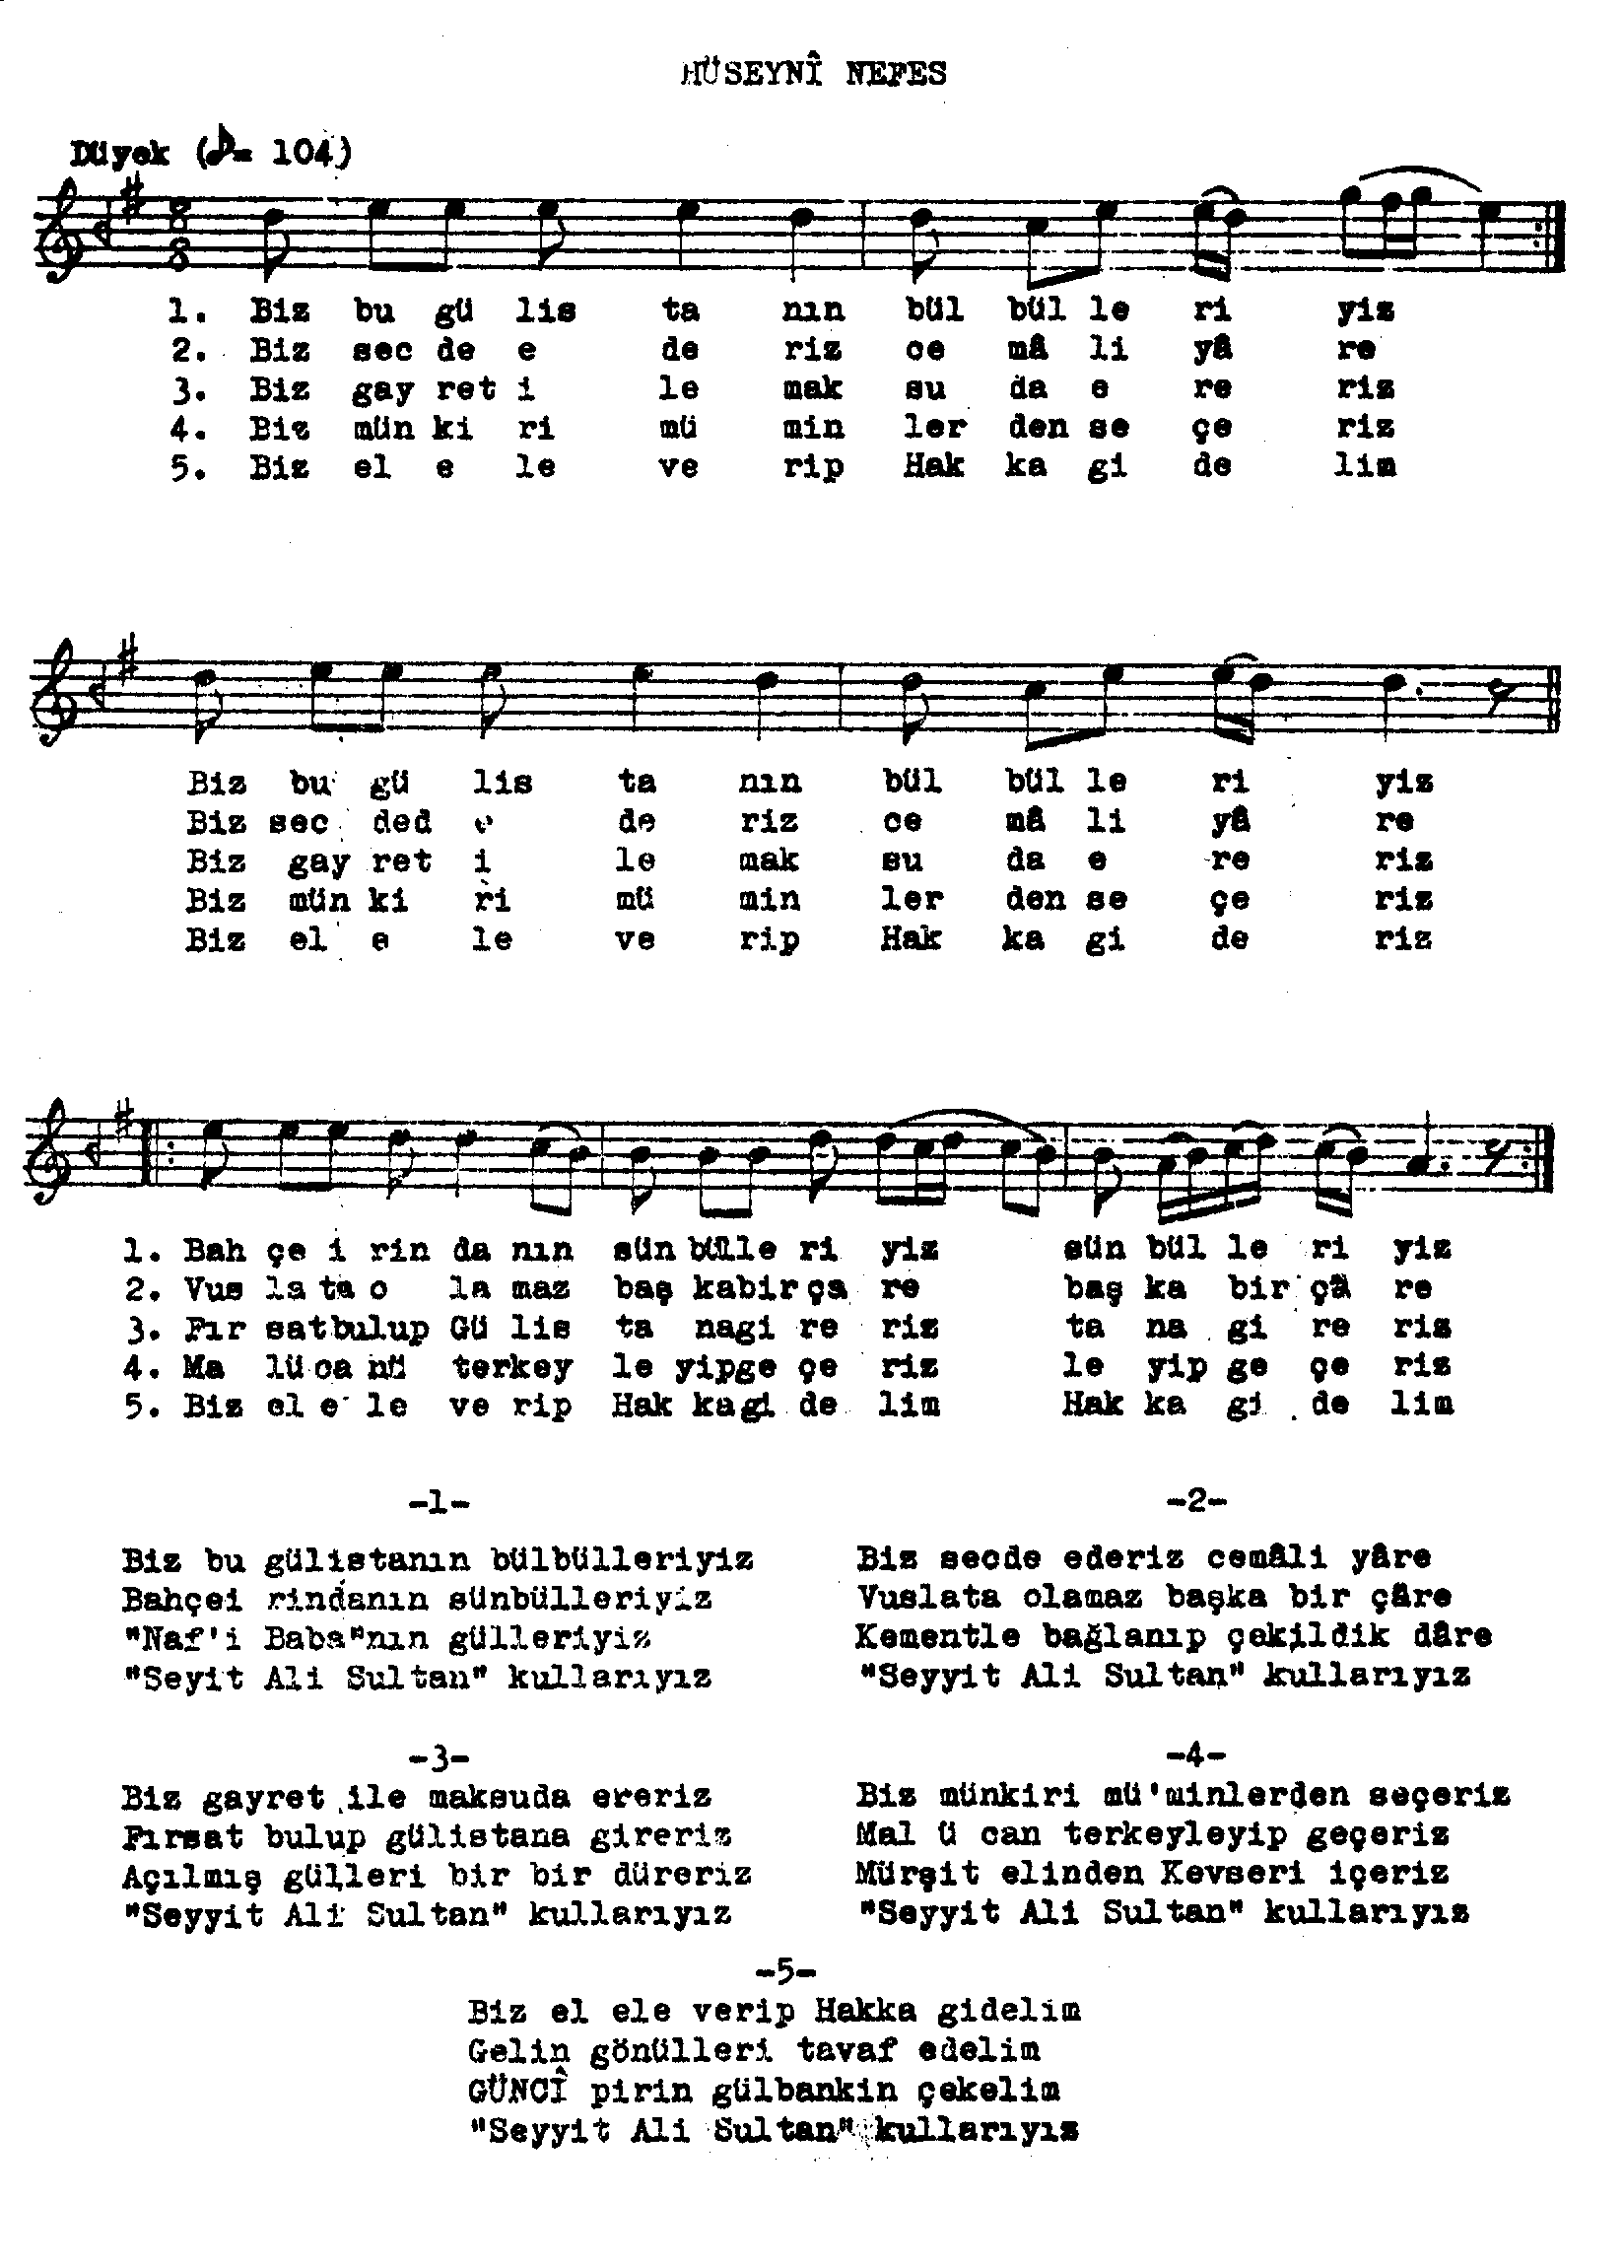 HÜSEYNÎ NEFES
Düyek (♪= 104)
8
8
1. Biz bu gü lis ta nın bül bül le ri yiz
2. Biz sec de e de riz ce mâ li yâ re
3. Biz gay ret i le mak su da e re riz
4. Biz mün ki ri mü min ler den se çe riz
5. Biz el e le ve rip Hak ka gi de lim
Biz bu gü lis ta nın bül bül le ri yiz
Biz sec ded e de riz ce mâ li yâ re
Biz gay ret i le mak su da e re riz
Biz mün ki ri mü min ler den se çe riz
Biz el e le ve rip Hak ka gi de riz
1. Bah çe i rin da nın sün bülle ri yiz sün bül le ri yiz
2. Vus la ta o la maz baş kabir ça re baş ka bir çâ re
3. Fır satbulup Gü lis ta nagi re riz ta na gi re riz
4. Ma lü ca nü terkey le yipge çe riz le yip ge çe riz
5. Biz el e le ve rip Hak kagi de lim Hak ka gi de lim
-1-
Biz bu gülistanın bülbülleriyiz
Bahçei rindanın sünbülleriyiz
"Naf'i Baba"nın gülleriyiz
"Seyit Ali Sultan" kullarıyız
-2-
Biz secde ederiz cemâli yâre
Vuslata olamaz başka bir çâre
Kementle bağlanıp çekildik dâre
"Seyyit Ali Sultan" kullarıyız
-3-
Biz gayret ile maksuda ereriz
Fırsat bulup gülistana gireriz
Açılmış gülleri bir bir düreriz
"Seyyit Ali Sultan" kullarıyız
-4-
Biz münkiri mü'minlerden seçeriz
Mal ü can terkeyleyip geçeriz
Mürşit elinden Kevseri içeriz
"Seyyit Ali Sultan" kullarıyız
-5-
Biz el ele verip Hakka gidelim
Gelin gönülleri tavaf edelim
GÜNCÎ pirin gülbankin çekelim
"Seyyit Ali Sultan" kullarıyız